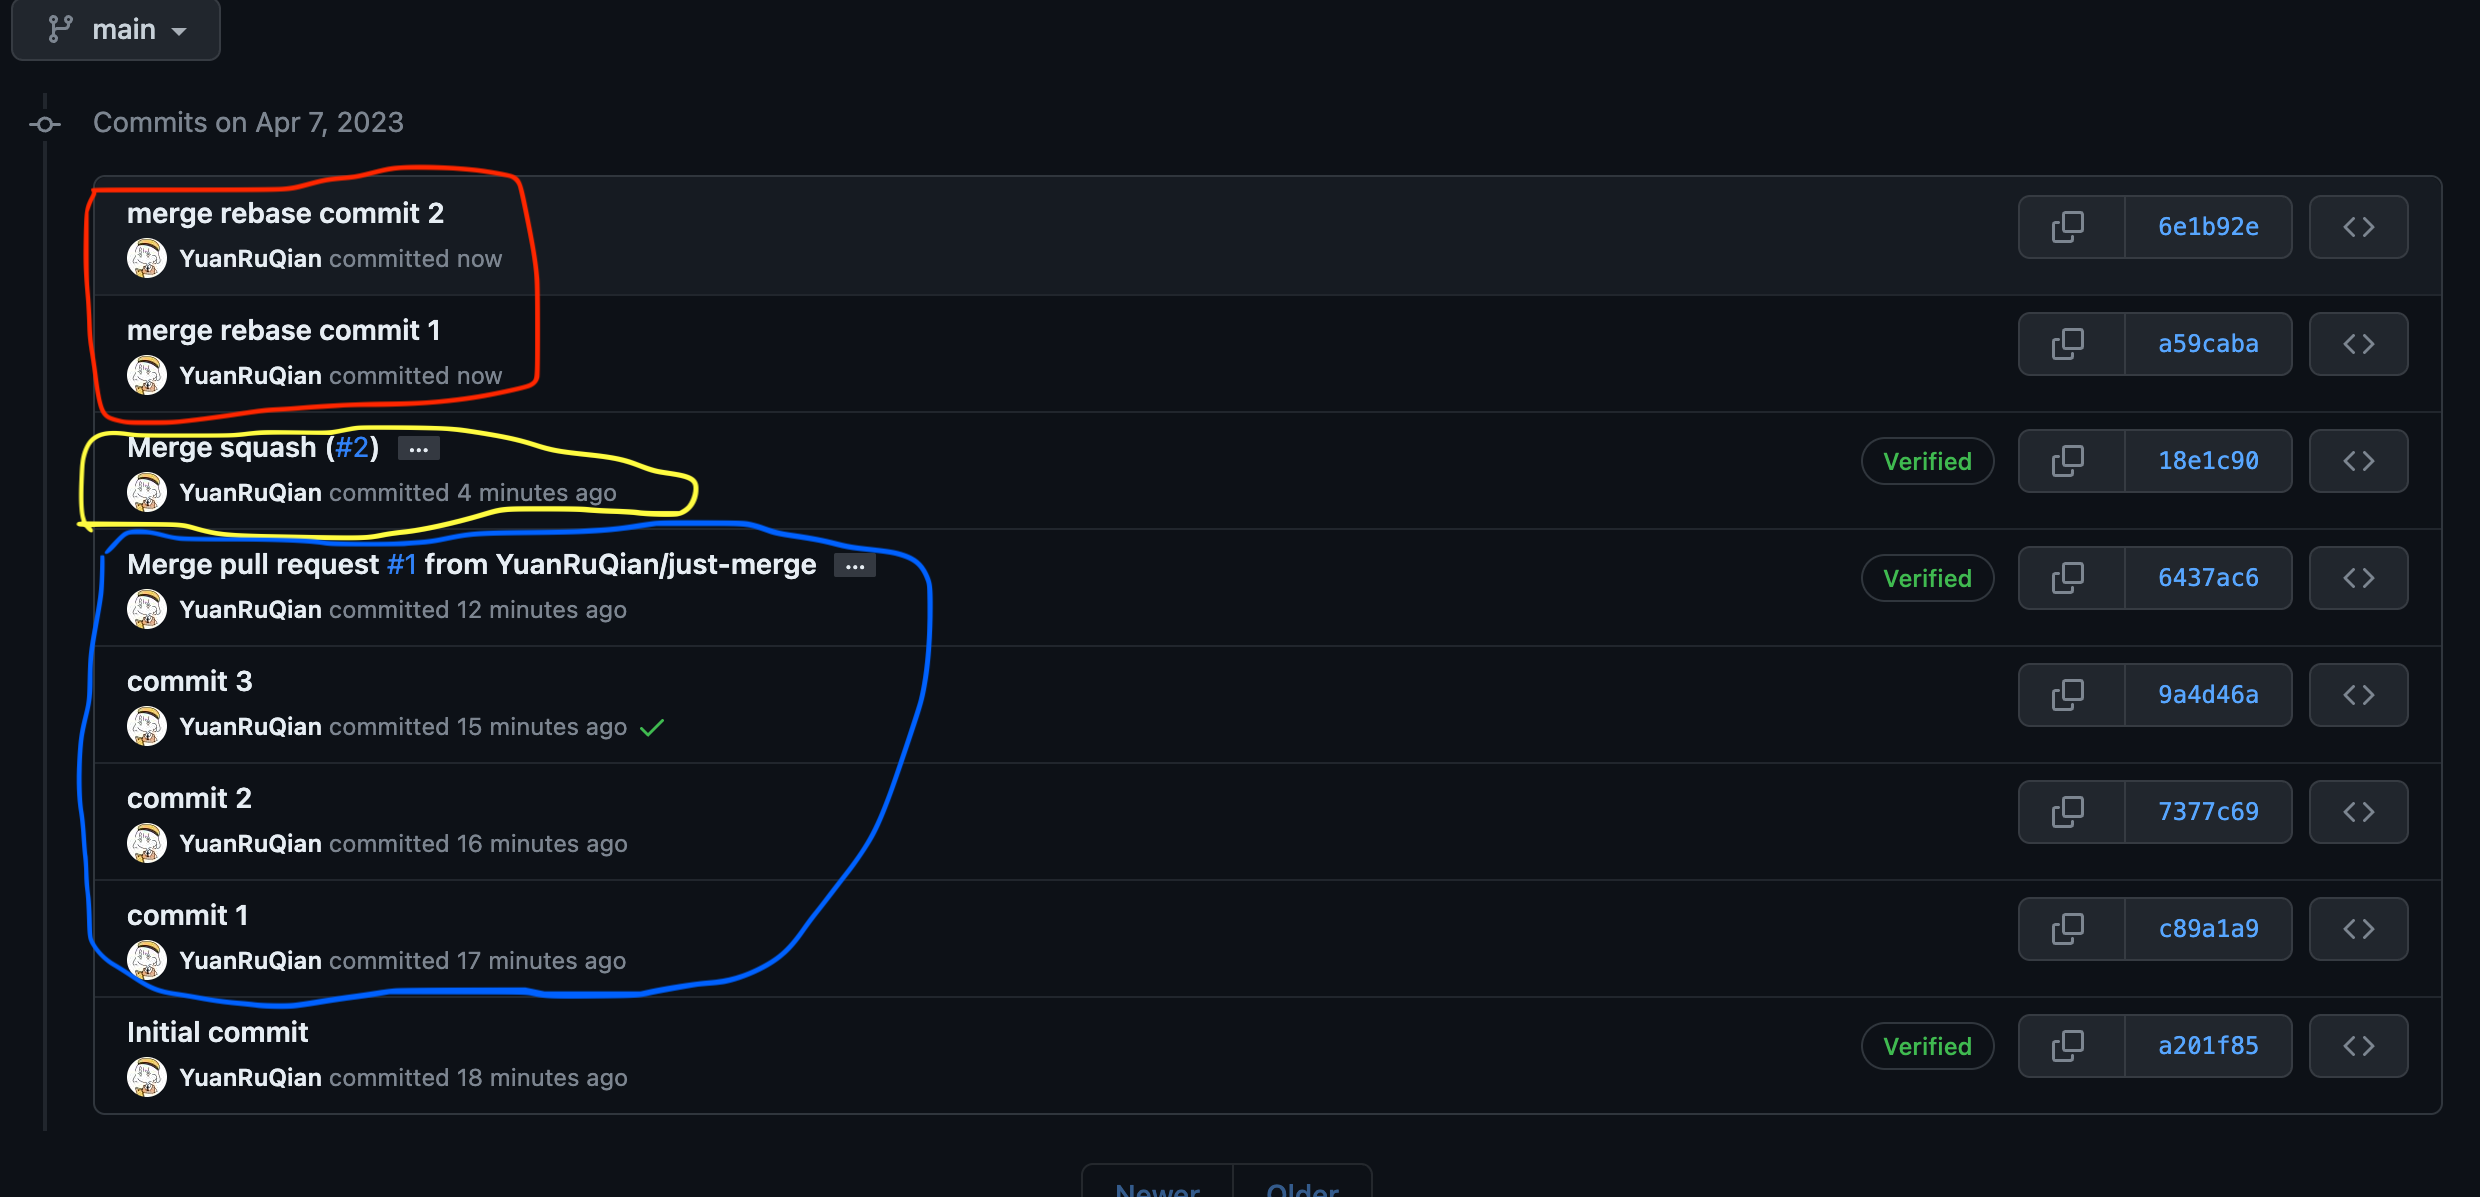 main
Commits on Apr 7, 2023
merge rebase commit 2
YuanRuQian committed now
6e1b92e
merge rebase commit 1
YuanRuQian committed now
a59caba
Merge squash (#2) ...
YuanRuQian committed 4 minutes ago
Verified
18e1c90
Merge pull request #1 from YuanRuQian/just-merge ...
YuanRuQian committed 12 minutes ago
Verified
6437ac6
commit 3
YuanRuQian committed 15 minutes ago
9a4d46a
commit 2
YuanRuQian committed 16 minutes ago
7377c69
commit 1
YuanRuQian committed 17 minutes ago
c89a1a9
Initial commit
YuanRuQian committed 18 minutes ago
Verified
a201f85
Newer Older